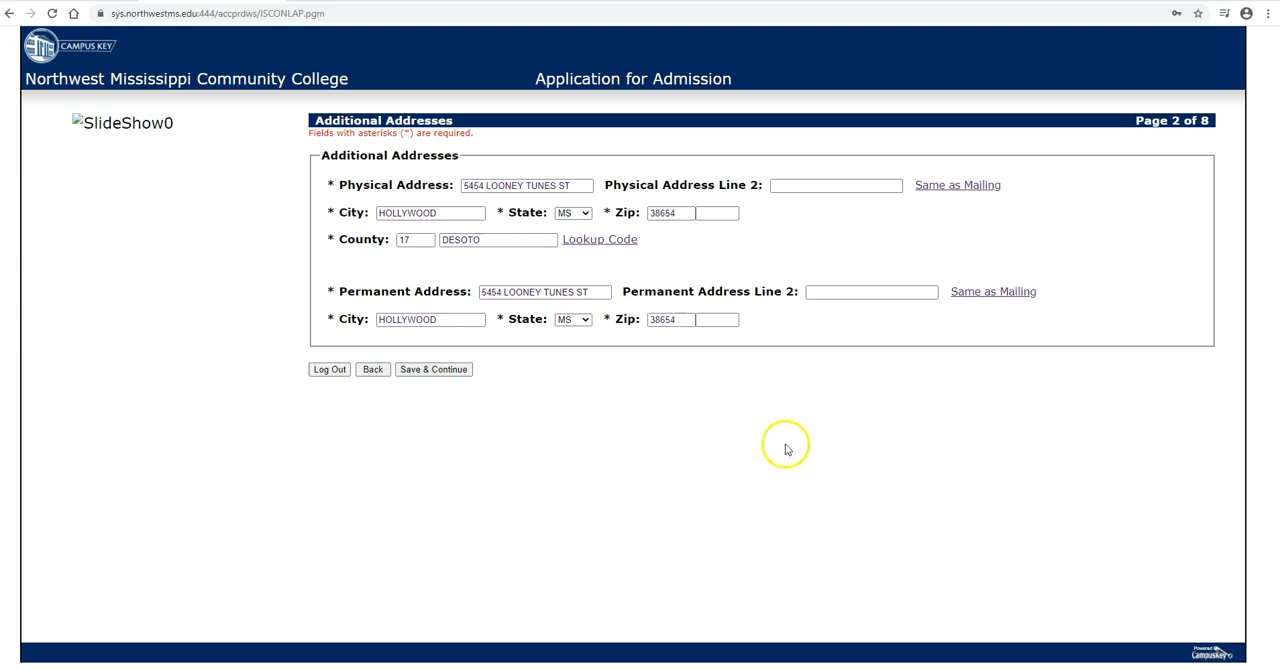 sys.northwestms.edu:444/accprdws/ISCONLAP.pgm
CAMPUS KEY
Northwest Mississippi Community College Application for Admission
SlideShow0
Additional Addresses Page 2 of 8
Fields with asterisks (*) are required.
Additional Addresses
* Physical Address: 5454 LOONEY TUNES ST Physical Address Line 2: Same as Mailing
* City: HOLLYWOOD * State: MS * Zip: 38654
* County: 17 DESOTO Lookup Code
* Permanent Address: 5454 LOONEY TUNES ST Permanent Address Line 2: Same as Mailing
* City: HOLLYWOOD * State: MS * Zip: 38654
Log Out Back Save & Continue
Powered By
CampusKey